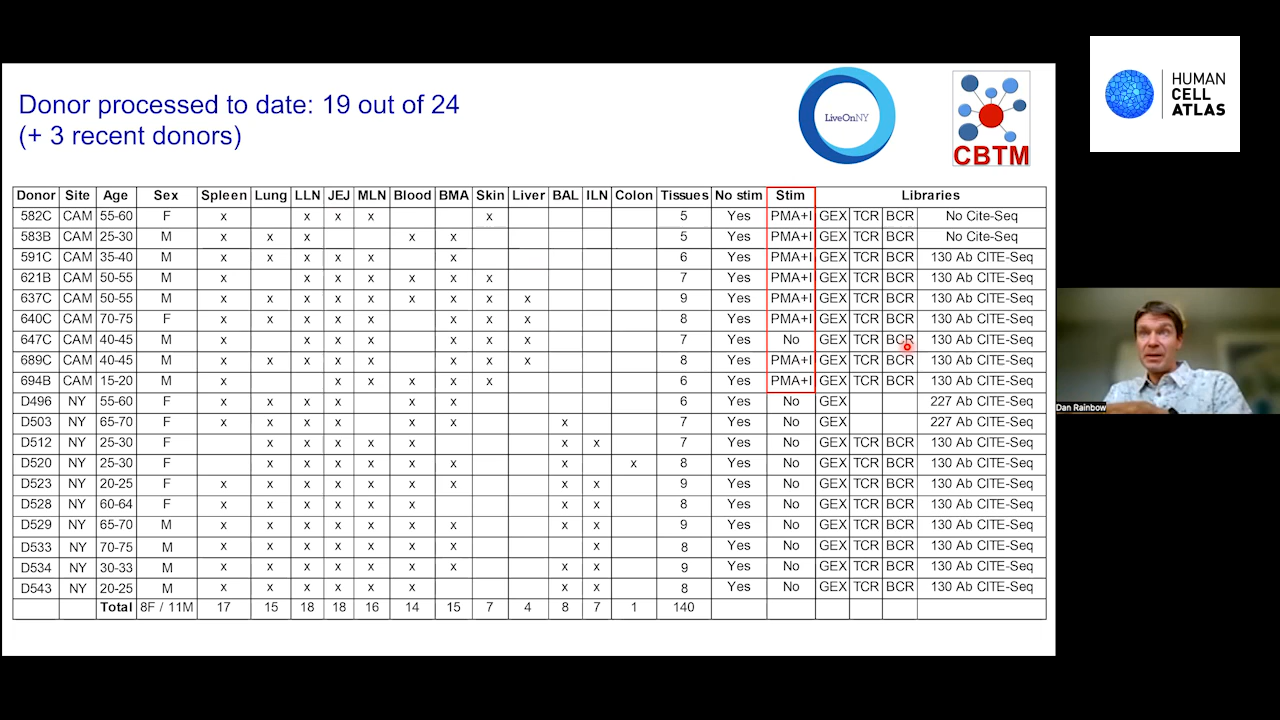 Donor processed to date: 19 out of 24
(+ 3 recent donors)
LiveOnNY
CBTM
HUMAN
CELL
ATLAS
Donor Site Age Sex Spleen Lung LLN JEJ MLN Blood BMA Skin Liver BAL ILN Colon Tissues No stim Stim Libraries
582C CAM 55-60 F x x x x x 5 Yes PMA+I GEX TCR BCR No Cite-Seq
583B CAM 25-30 M x x x x x 5 Yes PMA+I GEX TCR BCR No Cite-Seq
591C CAM 35-40 M x x x x x x 6 Yes PMA+I GEX TCR BCR 130 Ab CITE-Seq
621B CAM 50-55 M x x x x x x x 7 Yes PMA+I GEX TCR BCR 130 Ab CITE-Seq
637C CAM 50-55 M x x x x x x x x x 9 Yes PMA+I GEX TCR BCR 130 Ab CITE-Seq
640C CAM 70-75 F x x x x x x x x 8 Yes PMA+I GEX TCR BCR 130 Ab CITE-Seq
647C CAM 40-45 M x x x x x x x 7 Yes No GEX TCR BCR 130 Ab CITE-Seq
689C CAM 40-45 M x x x x x x x x 8 Yes PMA+I GEX TCR BCR 130 Ab CITE-Seq
694B CAM 15-20 M x x x x x x 6 Yes PMA+I GEX TCR BCR 130 Ab CITE-Seq
D496 NY 55-60 F x x x x x x 6 Yes No GEX 227 Ab CITE-Seq
D503 NY 65-70 F x x x x x x x 7 Yes No GEX 227 Ab CITE-Seq
D512 NY 25-30 F x x x x x x x 7 Yes No GEX TCR BCR 130 Ab CITE-Seq
D520 NY 25-30 F x x x x x x x x 8 Yes No GEX TCR BCR 130 Ab CITE-Seq
D523 NY 20-25 F x x x x x x x x x 9 Yes No GEX TCR BCR 130 Ab CITE-Seq
D528 NY 60-64 F x x x x x x x x 8 Yes No GEX TCR BCR 130 Ab CITE-Seq
D529 NY 65-70 M x x x x x x x x x 9 Yes No GEX TCR BCR 130 Ab CITE-Seq
D533 NY 70-75 M x x x x x x x x 8 Yes No GEX TCR BCR 130 Ab CITE-Seq
D534 NY 30-33 M x x x x x x x x x 9 Yes No GEX TCR BCR 130 Ab CITE-Seq
D543 NY 20-25 M x x x x x x x x 8 Yes No GEX TCR BCR 130 Ab CITE-Seq
Total 8F / 11M 17 15 18 18 16 14 15 7 4 8 7 1 140
Dan Rainbow